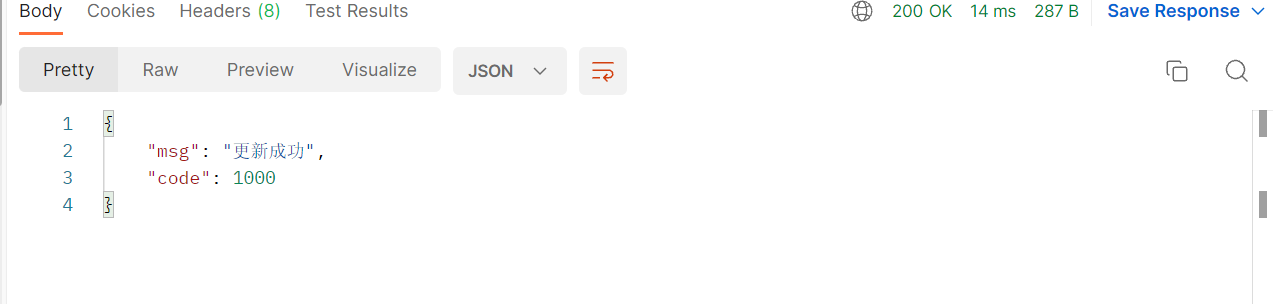 Body Cookies Headers (8) Test Results 200 OK 14 ms 287 B Save Response
Pretty Raw Preview Visualize JSON
1 {
2 "msg": "更新成功",
3 "code": 1000
4 }